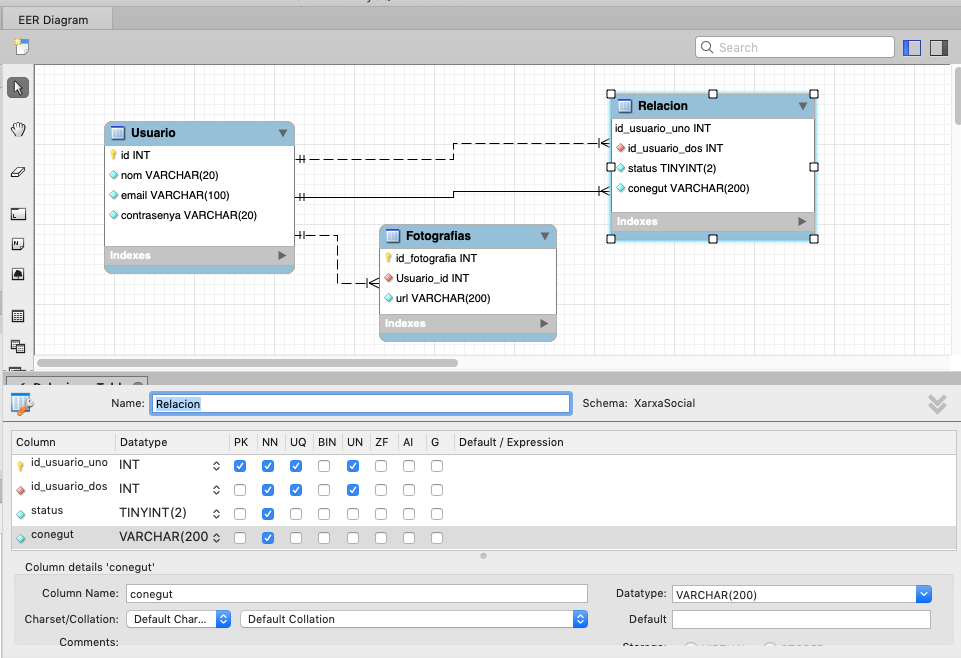 EER Diagram
Search
Usuario
id INT
nom VARCHAR(20)
email VARCHAR(100)
contrasenya VARCHAR(20)
Indexes
Relacion
id_usuario_uno INT
id_usuario_dos INT
status TINYINT(2)
conegut VARCHAR(200)
Indexes
Fotografias
id_fotografia INT
Usuario_id INT
url VARCHAR(200)
Indexes
Name: Relacion Schema: XarxaSocial
Column Datatype PK NN UQ BIN UN ZF AI G Default / Expression
id_usuario_uno INT
id_usuario_dos INT
status TINYINT(2)
conegut VARCHAR(200
Column details 'conegut'
Column Name: conegut Datatype: VARCHAR(200)
Charset/Collation: Default Char... Default Collation Default
Comments: